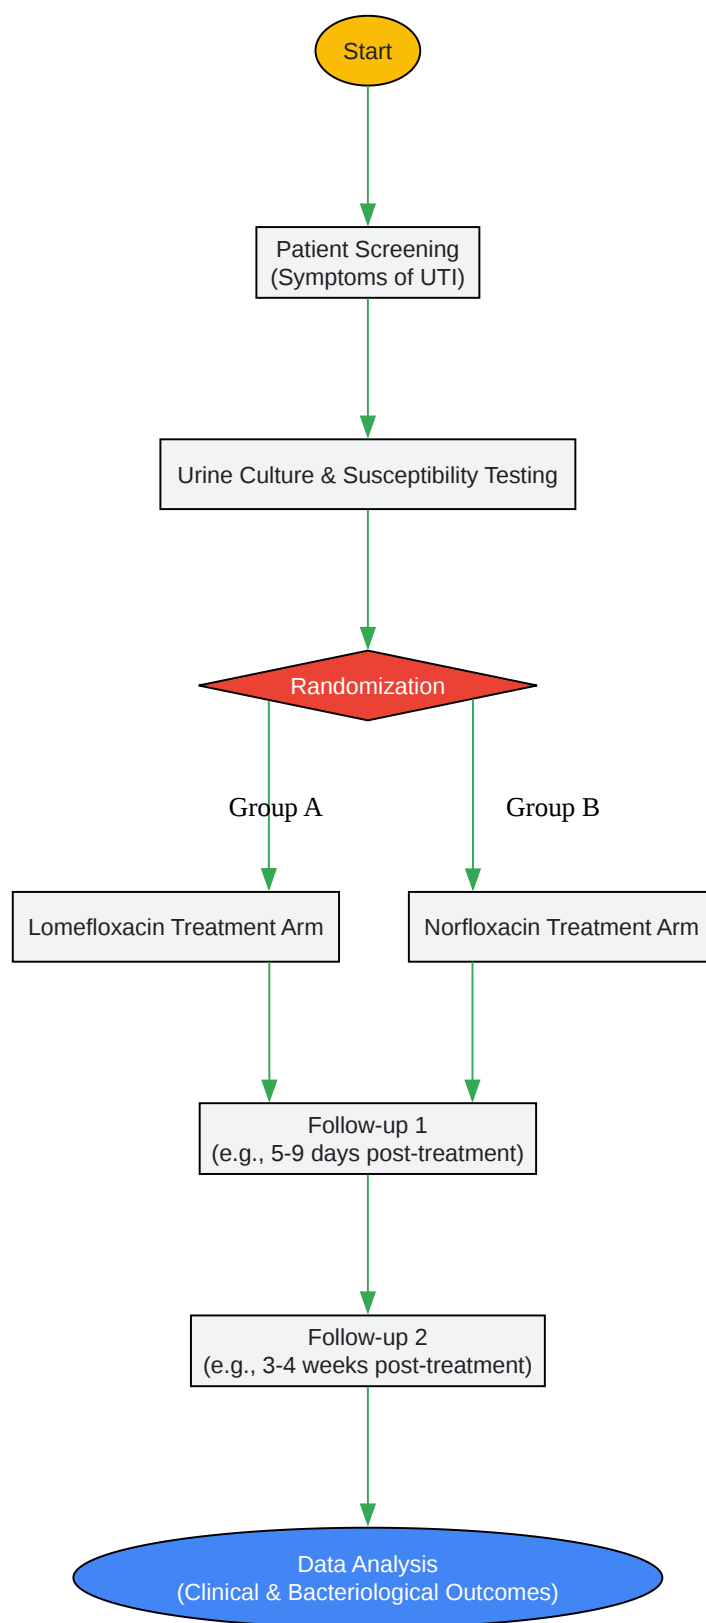 Start
Patient Screening
(Symptoms of UTI)
Urine Culture & Susceptibility Testing
Randomization
Group A
Group B
Lomefloxacin Treatment Arm
Norfloxacin Treatment Arm
Follow-up 1
(e.g., 5-9 days post-treatment)
Follow-up 2
(e.g., 3-4 weeks post-treatment)
Data Analysis
(Clinical & Bacteriological Outcomes)